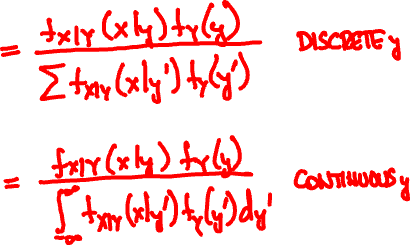 = f_{X|Y}(x|y) f_Y(y) / ∑ f_{X|Y}(x|y') f_Y(y') DISCRETE y
= f_{X|Y}(x|y) f_Y(y) / ∫_{-∞}^{∞} f_{X|Y}(x|y') f_Y(y') dy' CONTINUOUS y